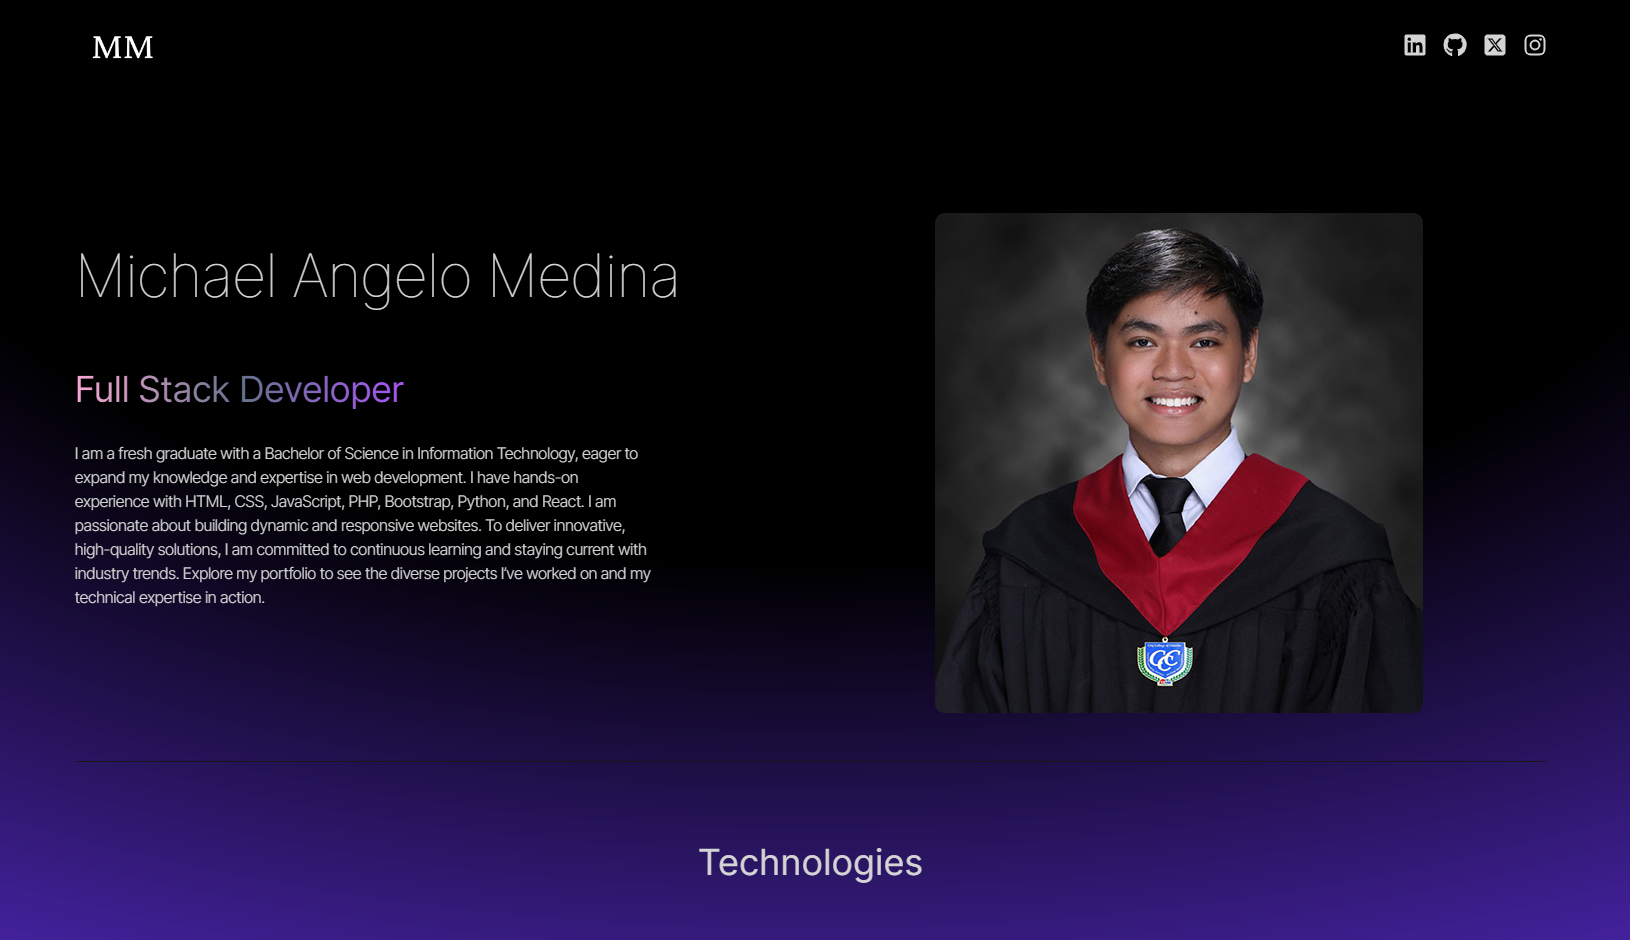 MM
Michael Angelo Medina
Full Stack Developer
I am a fresh graduate with a Bachelor of Science in Information Technology, eager to
expand my knowledge and expertise in web development. I have hands-on
experience with HTML, CSS, JavaScript, PHP, Bootstrap, Python, and React. I am
passionate about building dynamic and responsive websites. To deliver innovative,
high-quality solutions, I am committed to continuous learning and staying current with
industry trends. Explore my portfolio to see the diverse projects I've worked on and my
technical expertise in action.
CCC
Technologies